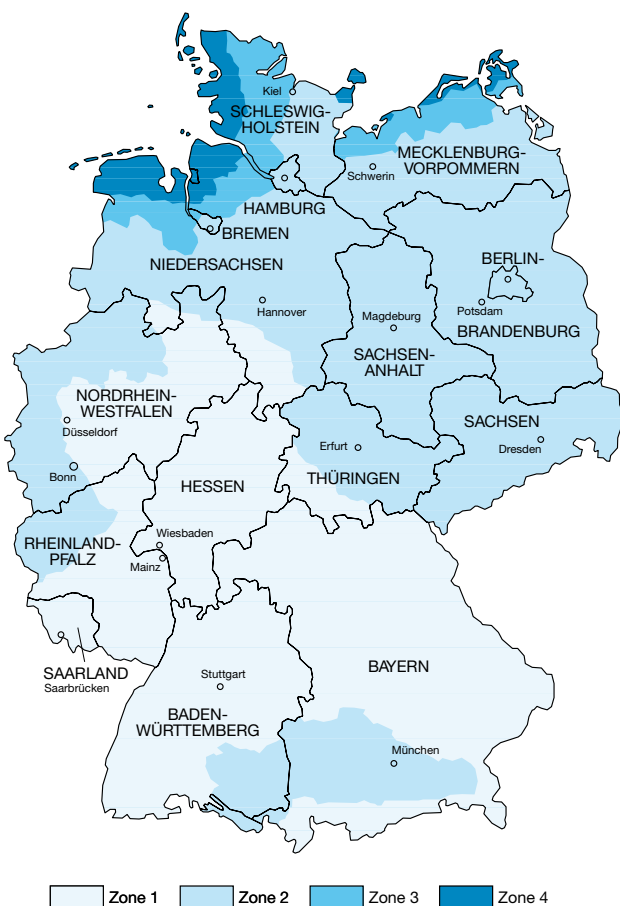 Kiel
SCHLESWIG-
HOLSTEIN
MECKLENBURG-
VORPOMMERN
Schwerin
HAMBURG
BREMEN
NIEDERSACHSEN
BERLIN-
Hannover
Magdeburg
Potsdam
BRANDENBURG
SACHSEN-
ANHALT
NORDRHEIN-
WESTFALEN
Düsseldorf
SACHSEN
Erfurt
Dresden
Bonn
HESSEN
THÜRINGEN
RHEINLAND-
PFALZ
Wiesbaden
Mainz
SAARLAND
Saarbrücken
Stuttgart
BAYERN
BADEN-
WÜRTTEMBERG
München
Zone 1
Zone 2
Zone 3
Zone 4